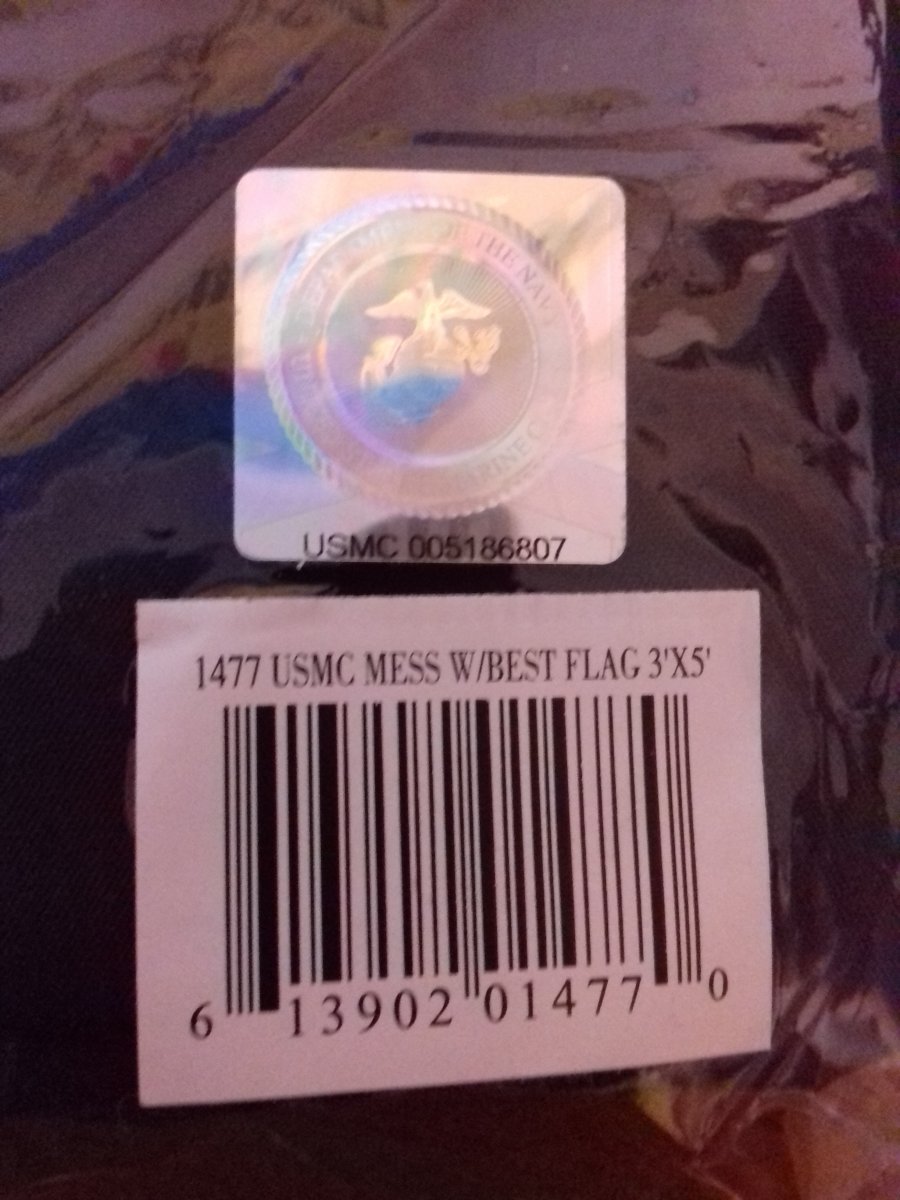 THE NAVY
USMC 005186807
1477 USMC MESS W/BEST FLAG 3'X5'
6 13902 01477 0